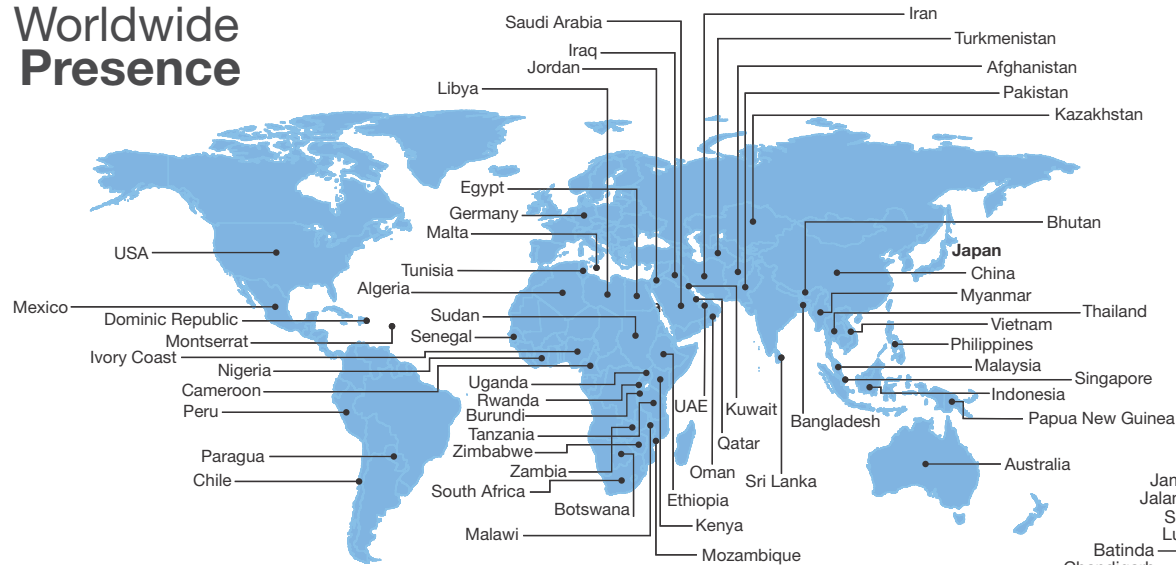 Worldwide
Presence
Saudi Arabia
Iran
Iraq
Turkmenistan
Jordan
Afghanistan
Libya
Pakistan
Kazakhstan
Egypt
Germany
Malta
Bhutan
USA
Japan
Tunisia
China
Algeria
Myanmar
Mexico
Dominic Republic
Sudan
Thailand
Montserrat
Senegal
Vietnam
Ivory Coast
Philippines
Nigeria
Malaysia
Cameroon
Uganda
Singapore
Rwanda
Indonesia
Peru
Burundi
UAE
Kuwait
Bangladesh
Papua New Guinea
Tanzania
Qatar
Zimbabwe
Paragua
Zambia
Oman
Australia
Chile
South Africa
Sri Lanka
Ethiopia
Botswana
Kenya
Malawi
Mozambique
Jan
Jalan
S
Lu
Batinda